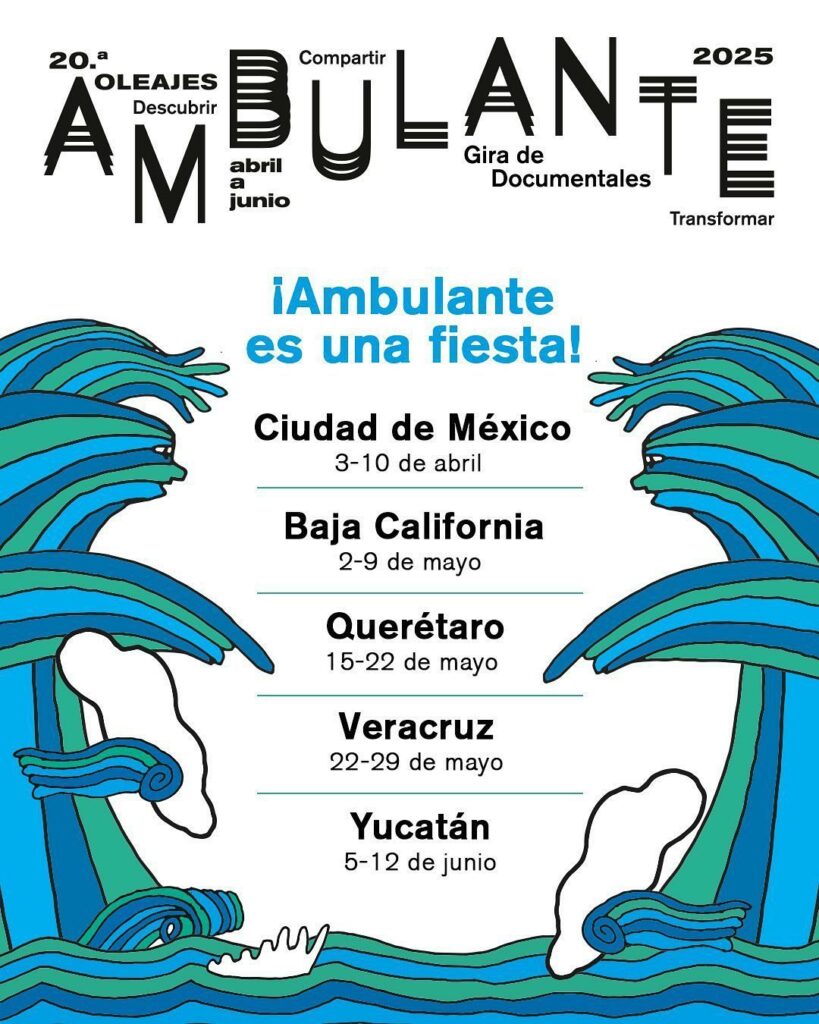 20.ª
OLEAJES
Descubrir
Compartir
2025
AMBULANTE
abril
a
junio
Gira de
Documentales
Transformar
¡Ambulante
es una fiesta!
Ciudad de México
3-10 de abril
Baja California
2-9 de mayo
Querétaro
15-22 de mayo
Veracruz
22-29 de mayo
Yucatán
5-12 de junio